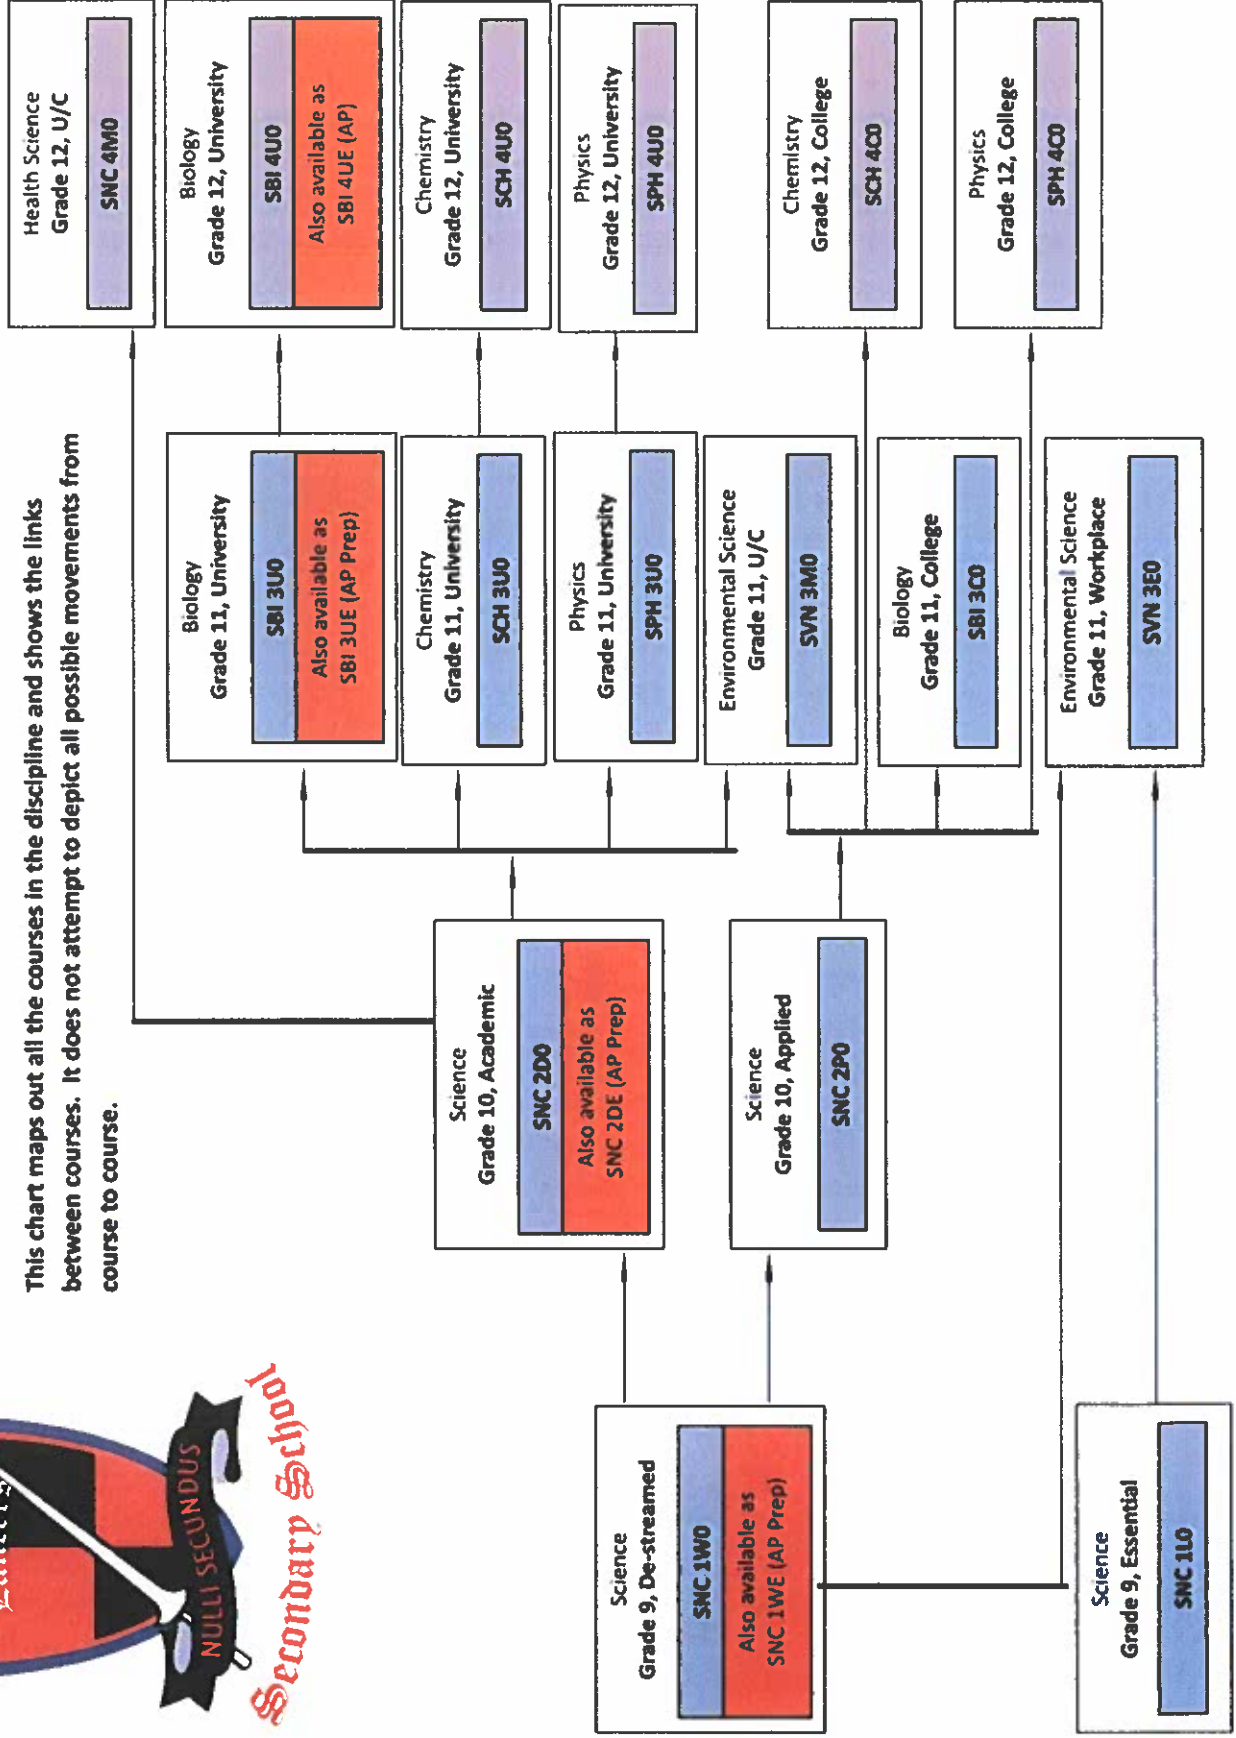 This chart maps out all the courses in the discipline and shows the links
between courses. It does not attempt to depict all possible movements from
course to course.
NULLI SECUNDUS
Secondary School
Science
Grade 9, De-streamed
SNC 1W0
Also available as
SNC 1WE (AP Prep)
Science
Grade 9, Essential
SNC 1L0
Science
Grade 10, Academic
SNC 2D0
Also available as
SNC 2DE (AP Prep)
Science
Grade 10, Applied
SNC 2P0
Biology
Grade 11, University
SBI 3U0
Also available as
SBI 3UE (AP Prep)
Chemistry
Grade 11, University
SCH 3U0
Physics
Grade 11, University
SPH 3U0
Environmental Science
Grade 11, U/C
SVN 3M0
Biology
Grade 11, College
SBI 3C0
Environmental Science
Grade 11, Workplace
SVN 3E0
Health Science
Grade 12, U/C
SNC 4M0
Biology
Grade 12, University
SBI 4U0
Also available as
SBI 4UE (AP)
Chemistry
Grade 12, University
SCH 4U0
Physics
Grade 12, University
SPH 4U0
Chemistry
Grade 12, College
SCH 4C0
Physics
Grade 12, College
SPH 4C0